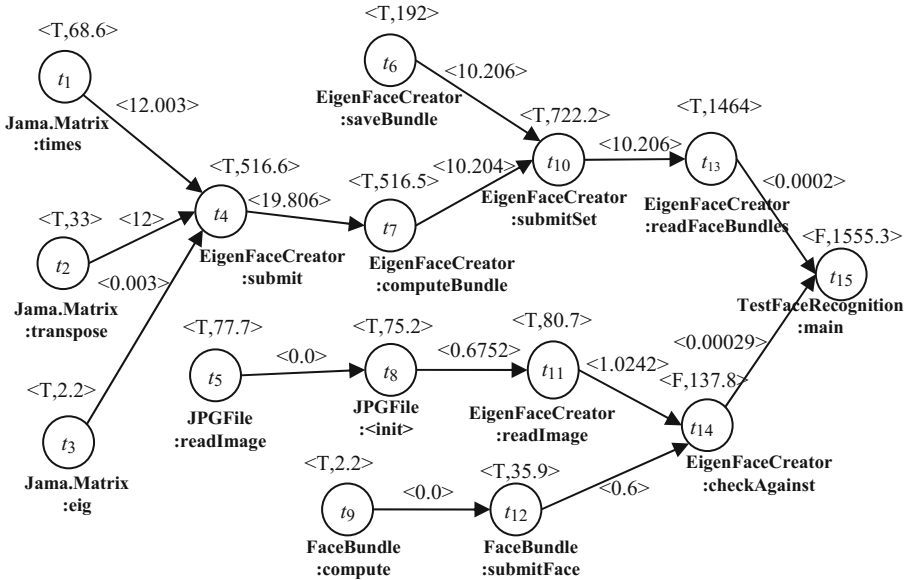 <T,68.6>
t1
Jama.Matrix
:times
<12.003>
<T,192>
t6
EigenFaceCreator
:saveBundle
<10.206>
<T,33>
t2
Jama.Matrix
:transpose
<12>
<T,516.6>
t4
EigenFaceCreator
:submit
<19.806>
<T,516.5>
t7
EigenFaceCreator
:computeBundle
<10.204>
<T,722.2>
t10
EigenFaceCreator
:submitSet
<10.206>
<T,1464>
t13
EigenFaceCreator
:readFaceBundles
<0.0002>
<F,1555.3>
t15
TestFaceRecognition
:main
<0.003>
<T,2.2>
t3
Jama.Matrix
:eig
<T,77.7>
t5
JPGFile
:readImage
<0.0>
<T,75.2>
t8
JPGFile
:<init>
<0.6752>
<T,80.7>
t11
EigenFaceCreator
:readImage
<1.0242>
<0.00029>
<F,137.8>
t14
EigenFaceCreator
:checkAgainst
<T,2.2>
t9
FaceBundle
:compute
<0.0>
<T,35.9>
t12
FaceBundle
:submitFace
<0.6>